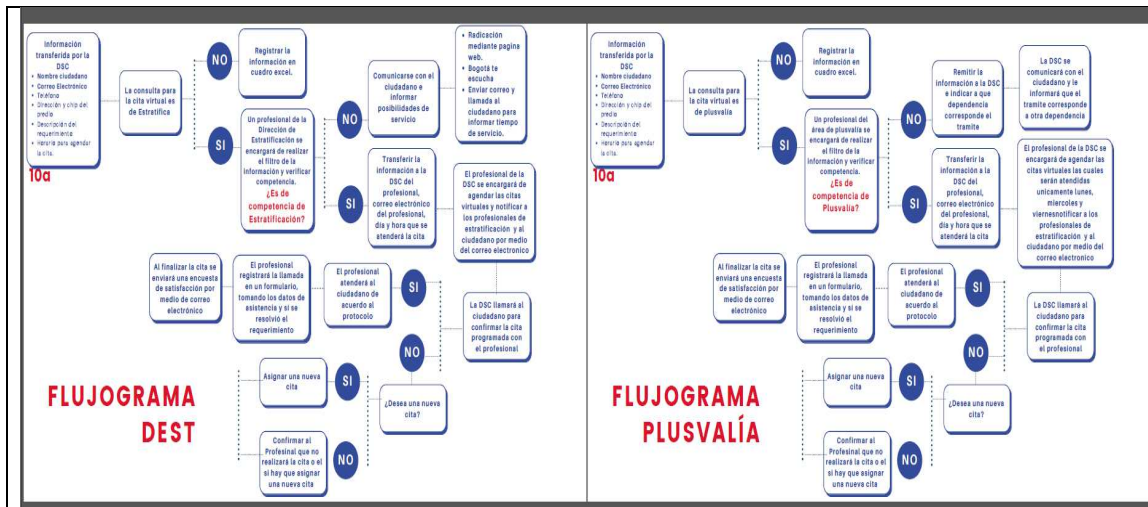 Información
transferida por la
DSC
• Nombre ciudadano
• Correo Electrónico
• Teléfono
• Dirección y chip del
predio
• Descripción del
requerimiento
• Horario para agendar
la cita.
10a
La consulta para
la cita virtual es
de Estratifica
NO
Registrar la
información en
cuadro excel.
SI
Un profesional de la
Dirección de
Estratificación se
encargará de realizar
el filtro de la
información y verificar
competencia.
¿Es de
competencia de
Estratificación?
NO
Comunicarse con el
ciudadano e
informar
posibilidades de
servicio
• Radicación
mediante pagina
web.
• Bogotá te
escucha
• Enviar correo y
llamada al
ciudadano para
informar tiempo
de servicio.
SI
Transferir la
información a la
DSC del
profesional,
correo electrónico
del profesional,
día y hora que se
atenderá la cita
El profesional de la
DSC se encargará de
agendar las citas
virtuales y notificar a
los profesionales de
estratificación y al
ciudadano por medio
del correo electronico
La DSC llamará al
ciudadano para
confirmar la cita
programada con
el profesional
SI
El profesional
atenderá al
ciudadano de
acuerdo al
protocolo
El profesional
registrará la llamada
en un formulario,
tomando los datos de
asistencia y si se
resolvió el
requerimiento
Al finalizar la cita se
enviará una encuesta
de satisfacción por
medio de correo
electrónico
NO
¿Desea una nueva
cita?
SI
Asignar una nueva
cita
NO
Confirmar al
Profesinal que no
realizará la cita o el
si hay que asignar
una nueva cita
FLUJOGRAMA
DEST
Información
transferida por la
DSC
• Nombre ciudadano
• Correo Electrónico
• Teléfono
• Dirección y chip del
predio
• Descripción del
requerimiento
• Horario para agendar
la cita.
10a
La consulta para
la cita virtual es
de plusvalía
NO
Registrar la
información en
cuadro excel.
SI
Un profesional del
área de plusvalía se
encargará de realizar
el filtro de la
información y verificar
competencia.
¿Es de
competencia de
Plusvalía?
NO
Remitir la
información a la DSC
e indicar a que
dependencia
corresponde el
tramite
La DSC se
comunicará con el
ciudadano y le
informará que el
tramite corresponde
a otra dependencia
SI
Transferir la
información a la
DSC del
profesional,
correo electrónico
del profesional,
día y hora que se
atenderá la cita
El profesional de la DSC se
encargará de agendar las
citas virtuales las cuales
serán atendidas
unicamente lunes,
miercoles y
viernesnotificar a los
profesionales de
estratificación y al
ciudadano por medio del
correo electronico
La DSC llamará al
ciudadano para
confirmar la cita
programada con
el profesional
SI
El profesional
atenderá al
ciudadano de
acuerdo al
protocolo
El profesional
registrará la llamada
en un formulario,
tomando los datos de
asistencia y si se
resolvió el
requerimiento
Al finalizar la cita se
enviará una encuesta
de satisfacción por
medio de correo
electrónico
NO
¿Desea una nueva
cita?
SI
Asignar una nueva
cita
NO
Confirmar al
Profesinal que no
realizará la cita o el
si hay que asignar
una nueva cita
FLUJOGRAMA
PLUSVALÍA